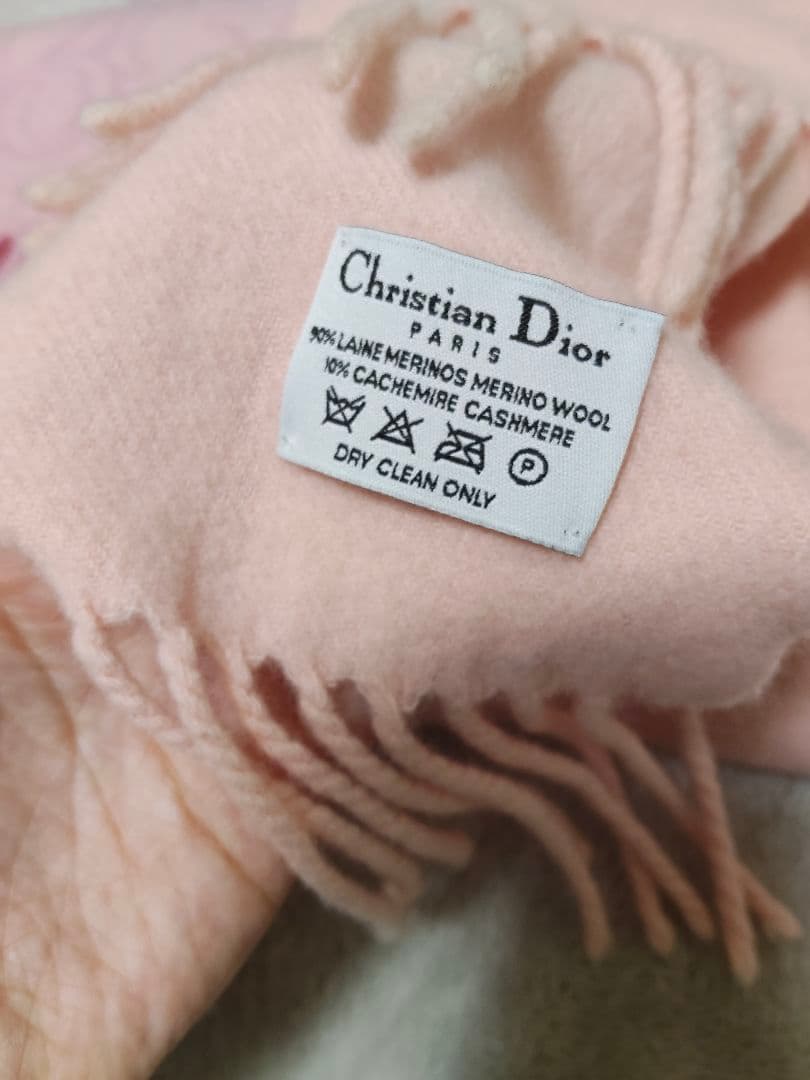 Christian Dior
PARIS
90% LAINE MERINOS MERINO WOOL
10% CACHEMIRE CASHMERE
P
DRY CLEAN ONLY